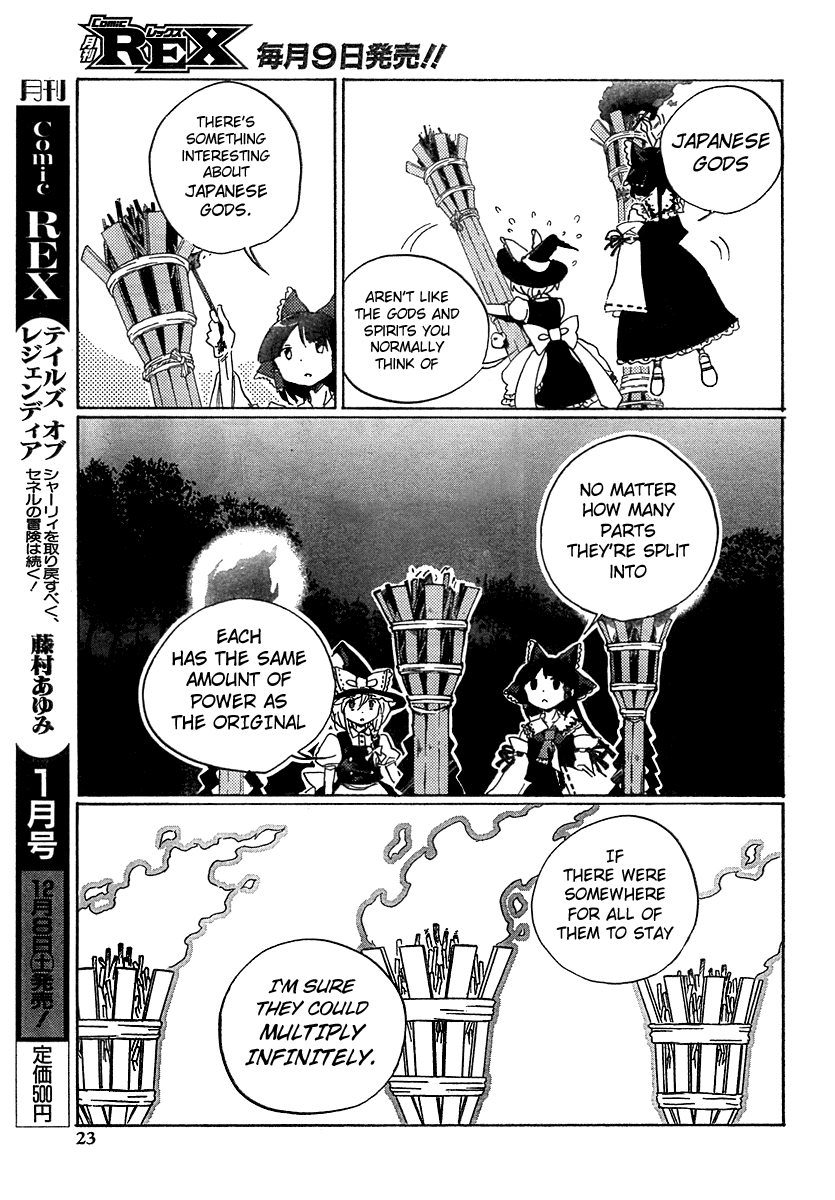 Comic
月刊
レックス
REX
毎月9日発売!!
月刊
Comic REX
テイルズ オブ
レジェンディア
シャーリィを取り戻すべく、
セネルの冒険は続く!
藤村あゆみ
1月号
12月8日㊏発売!
定価500円
JAPANESE
GODS
AREN'T LIKE
THE GODS AND
SPIRITS YOU
NORMALLY
THINK OF
THERE'S
SOMETHING
INTERESTING
ABOUT
JAPANESE
GODS.
NO MATTER
HOW MANY
PARTS
THEY'RE SPLIT
INTO
EACH
HAS THE SAME
AMOUNT OF
POWER AS
THE ORIGINAL
IF
THERE WERE
SOMEWHERE
FOR ALL OF
THEM TO STAY
I'M SURE
THEY COULD
MULTIPLY
INFINITELY.
23